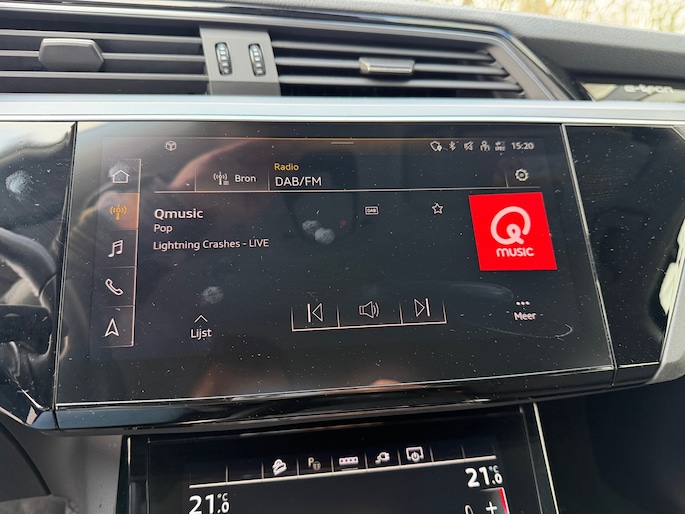 e-tron
15:20
Bron
Radio
DAB/FM
Qmusic
DAB
Pop
Lightning Crashes - LIVE
Q
music
Lijst
Meer
21.0°C
21.0°C
+